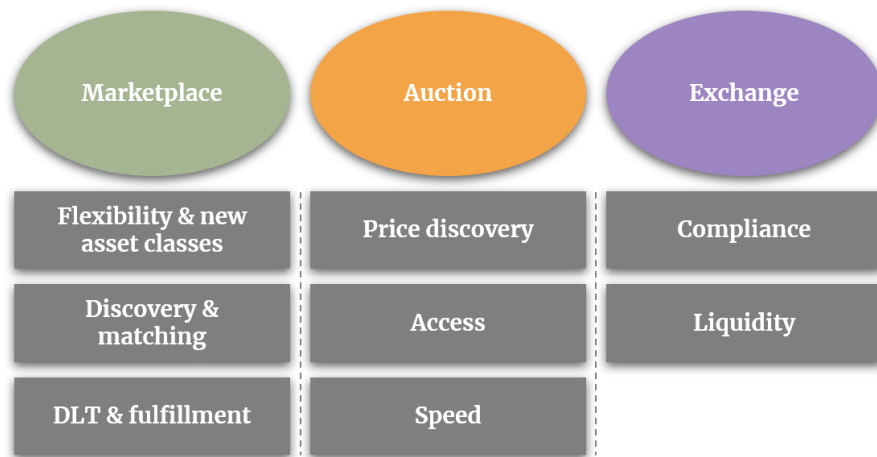 Marketplace
Auction
Exchange
Flexibility & new
asset classes
Price discovery
Compliance
Discovery &
matching
Access
Liquidity
DLT & fulfillment
Speed